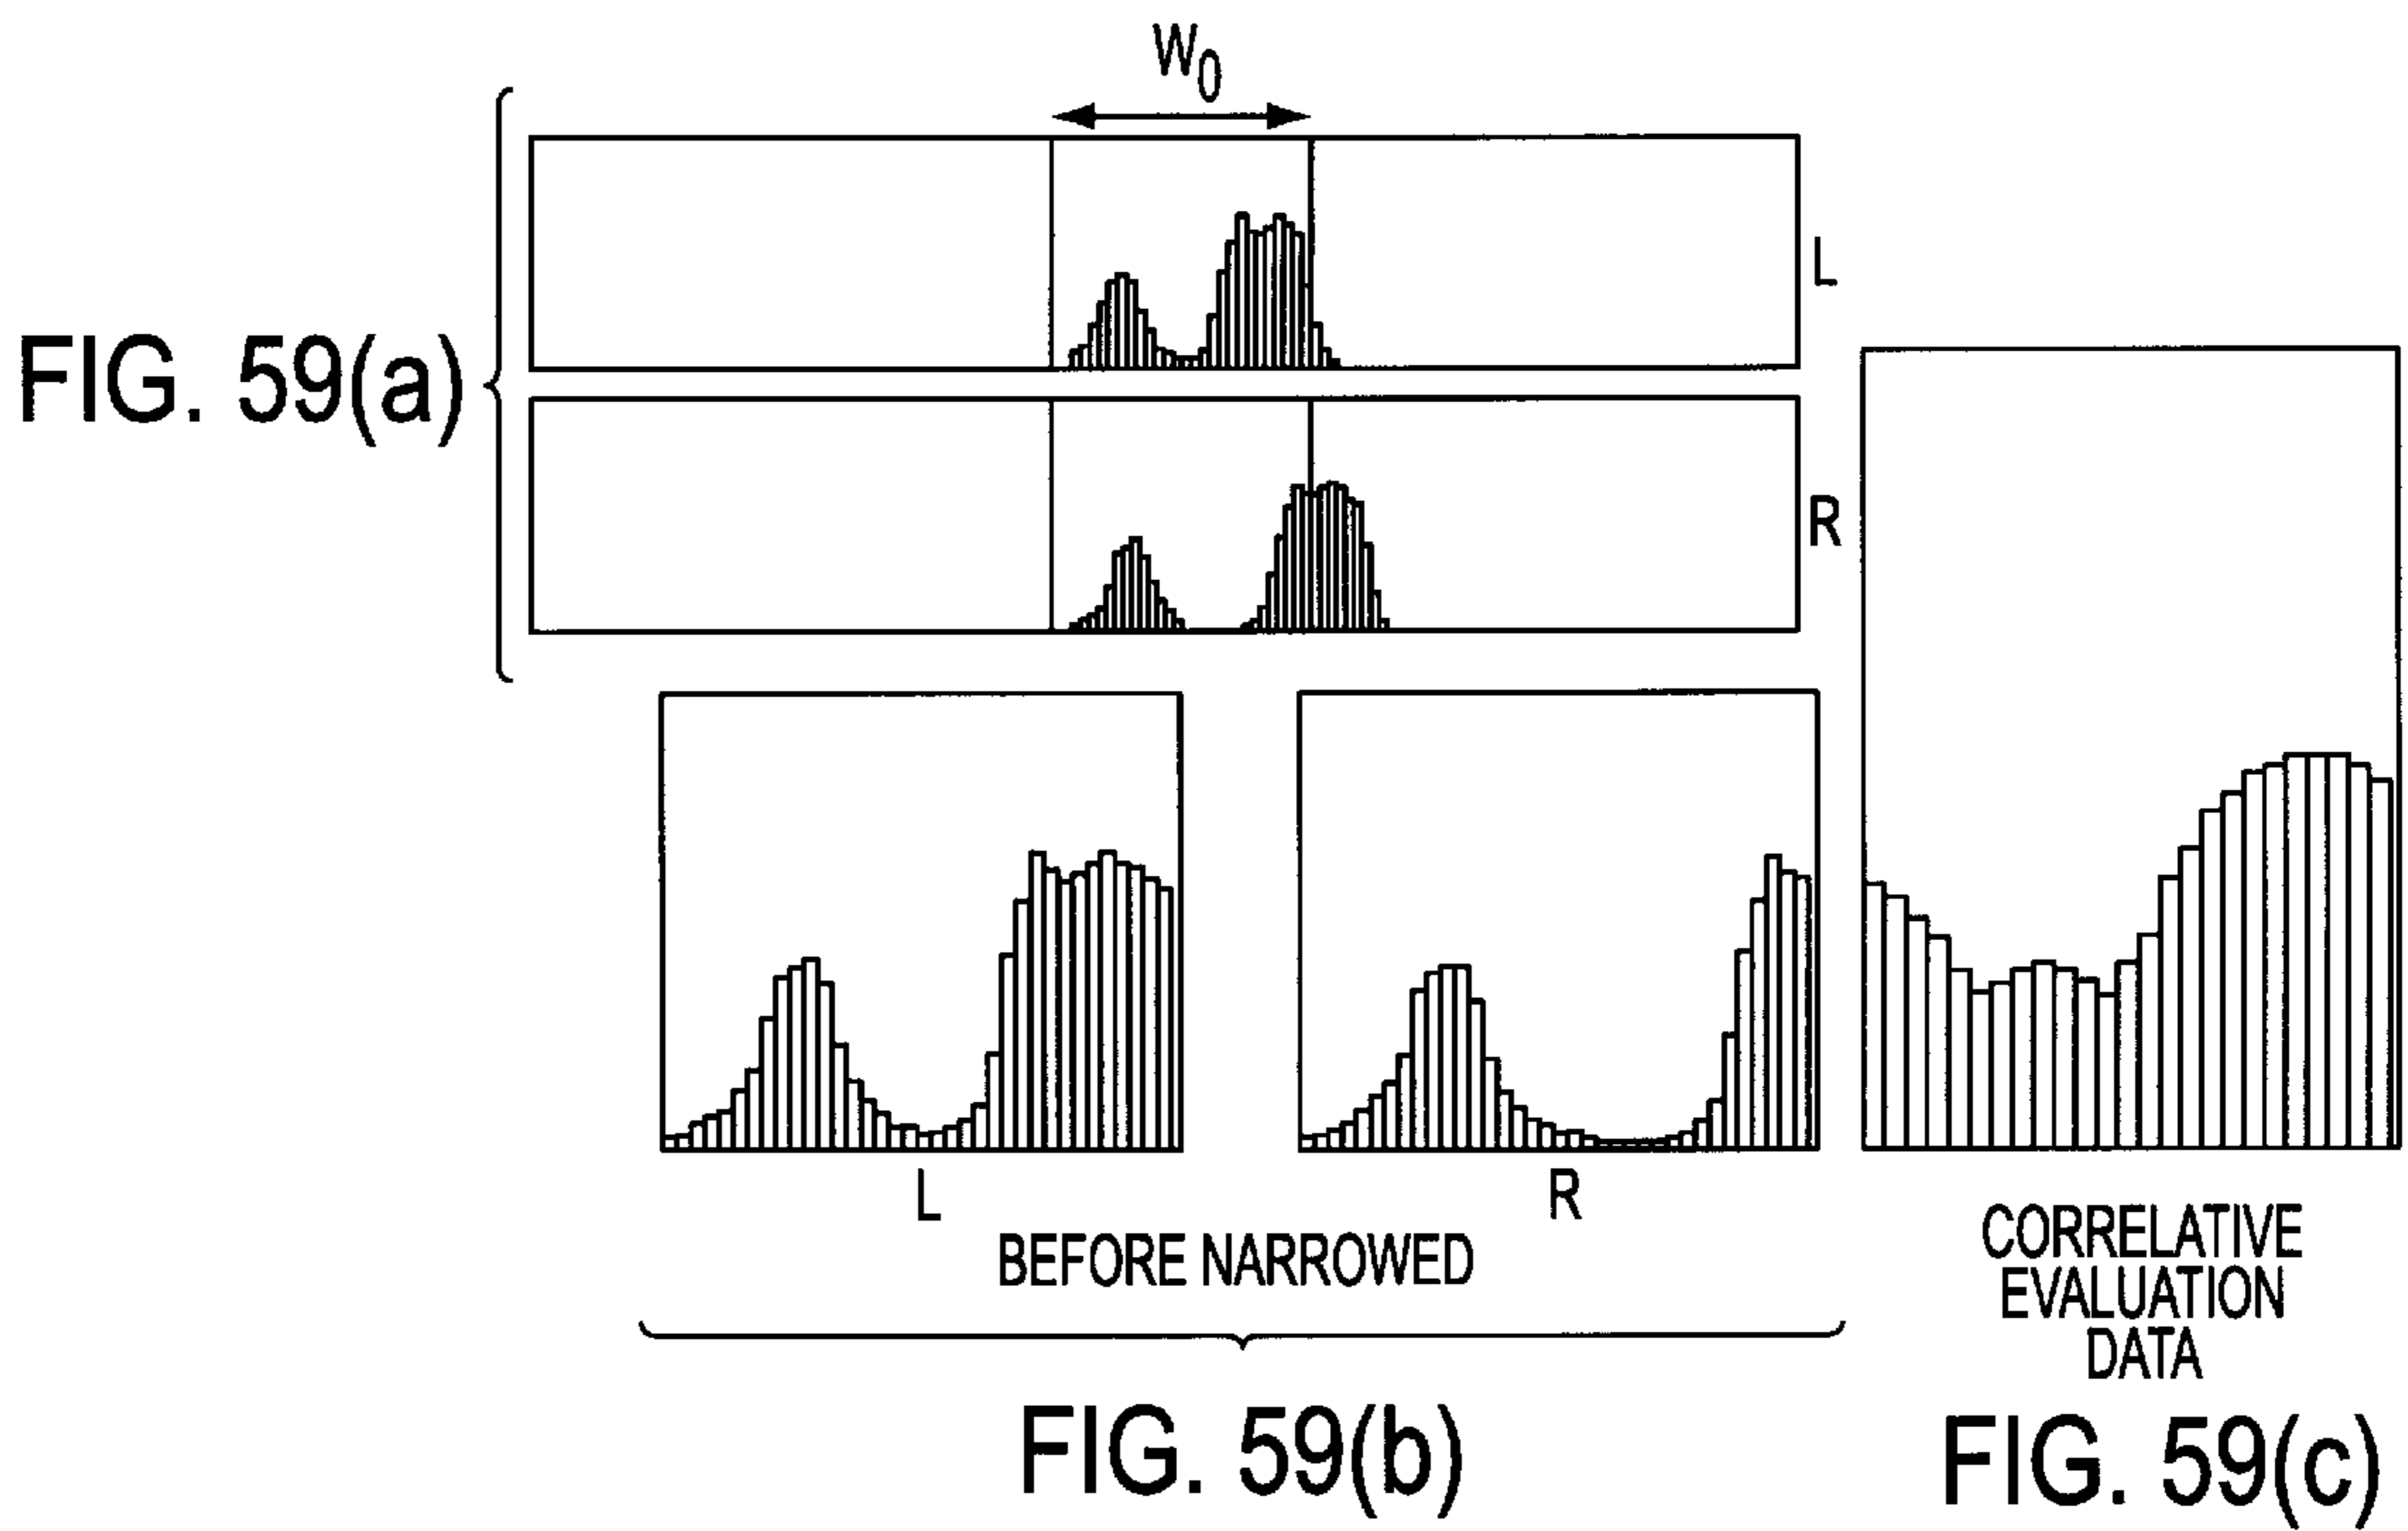 W0
FIG. 59(a)
L
R
L
R
BEFORE NARROWED
FIG. 59(b)
CORRELATIVE
EVALUATION
DATA
FIG. 59(c)